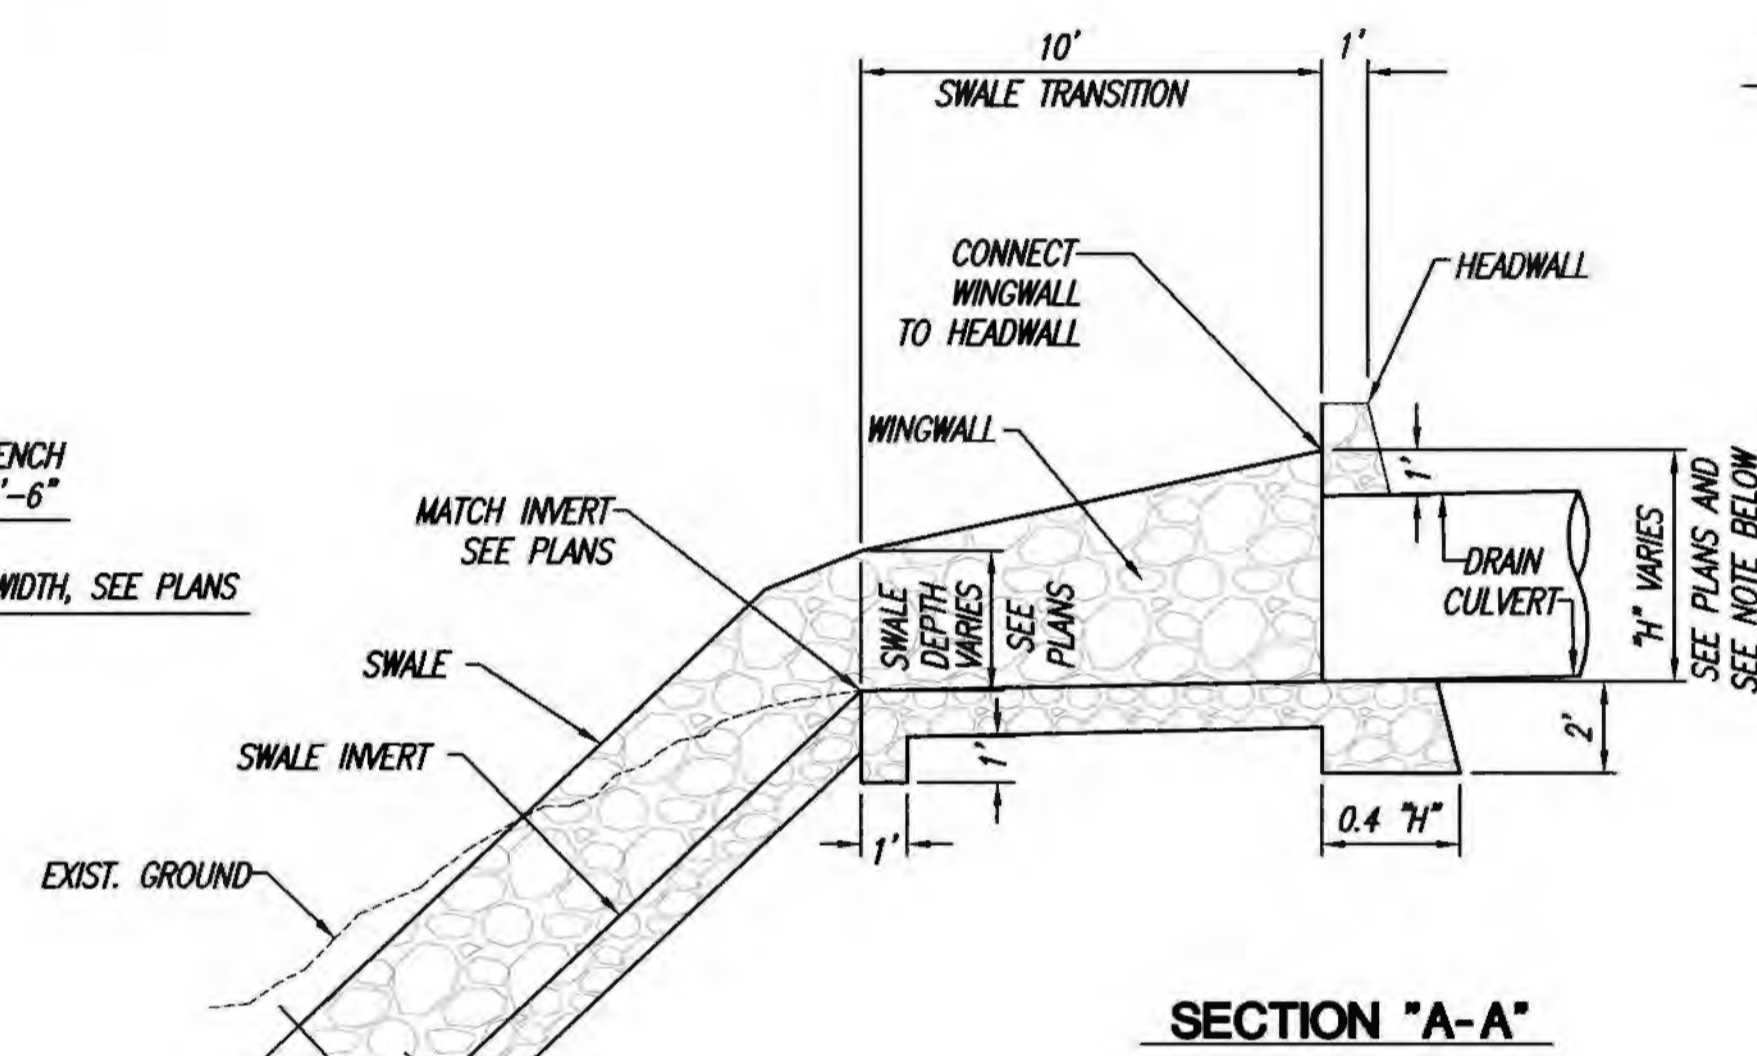 10'
1'
SWALE TRANSITION
CONNECT
WINGWALL
TO HEADWALL
HEADWALL
WINGWALL
ENCH
'-6"
MATCH INVERT
SEE PLANS
WIDTH, SEE PLANS
SWALE
DEPTH
VARIES
SEE
PLANS
1'
DRAIN
CULVERT
"H" VARIES
SEE PLANS AND
SEE NOTE BELOW
SWALE
SWALE INVERT
1'
2'
1'
0.4 "H"
EXIST. GROUND
SECTION "A-A"